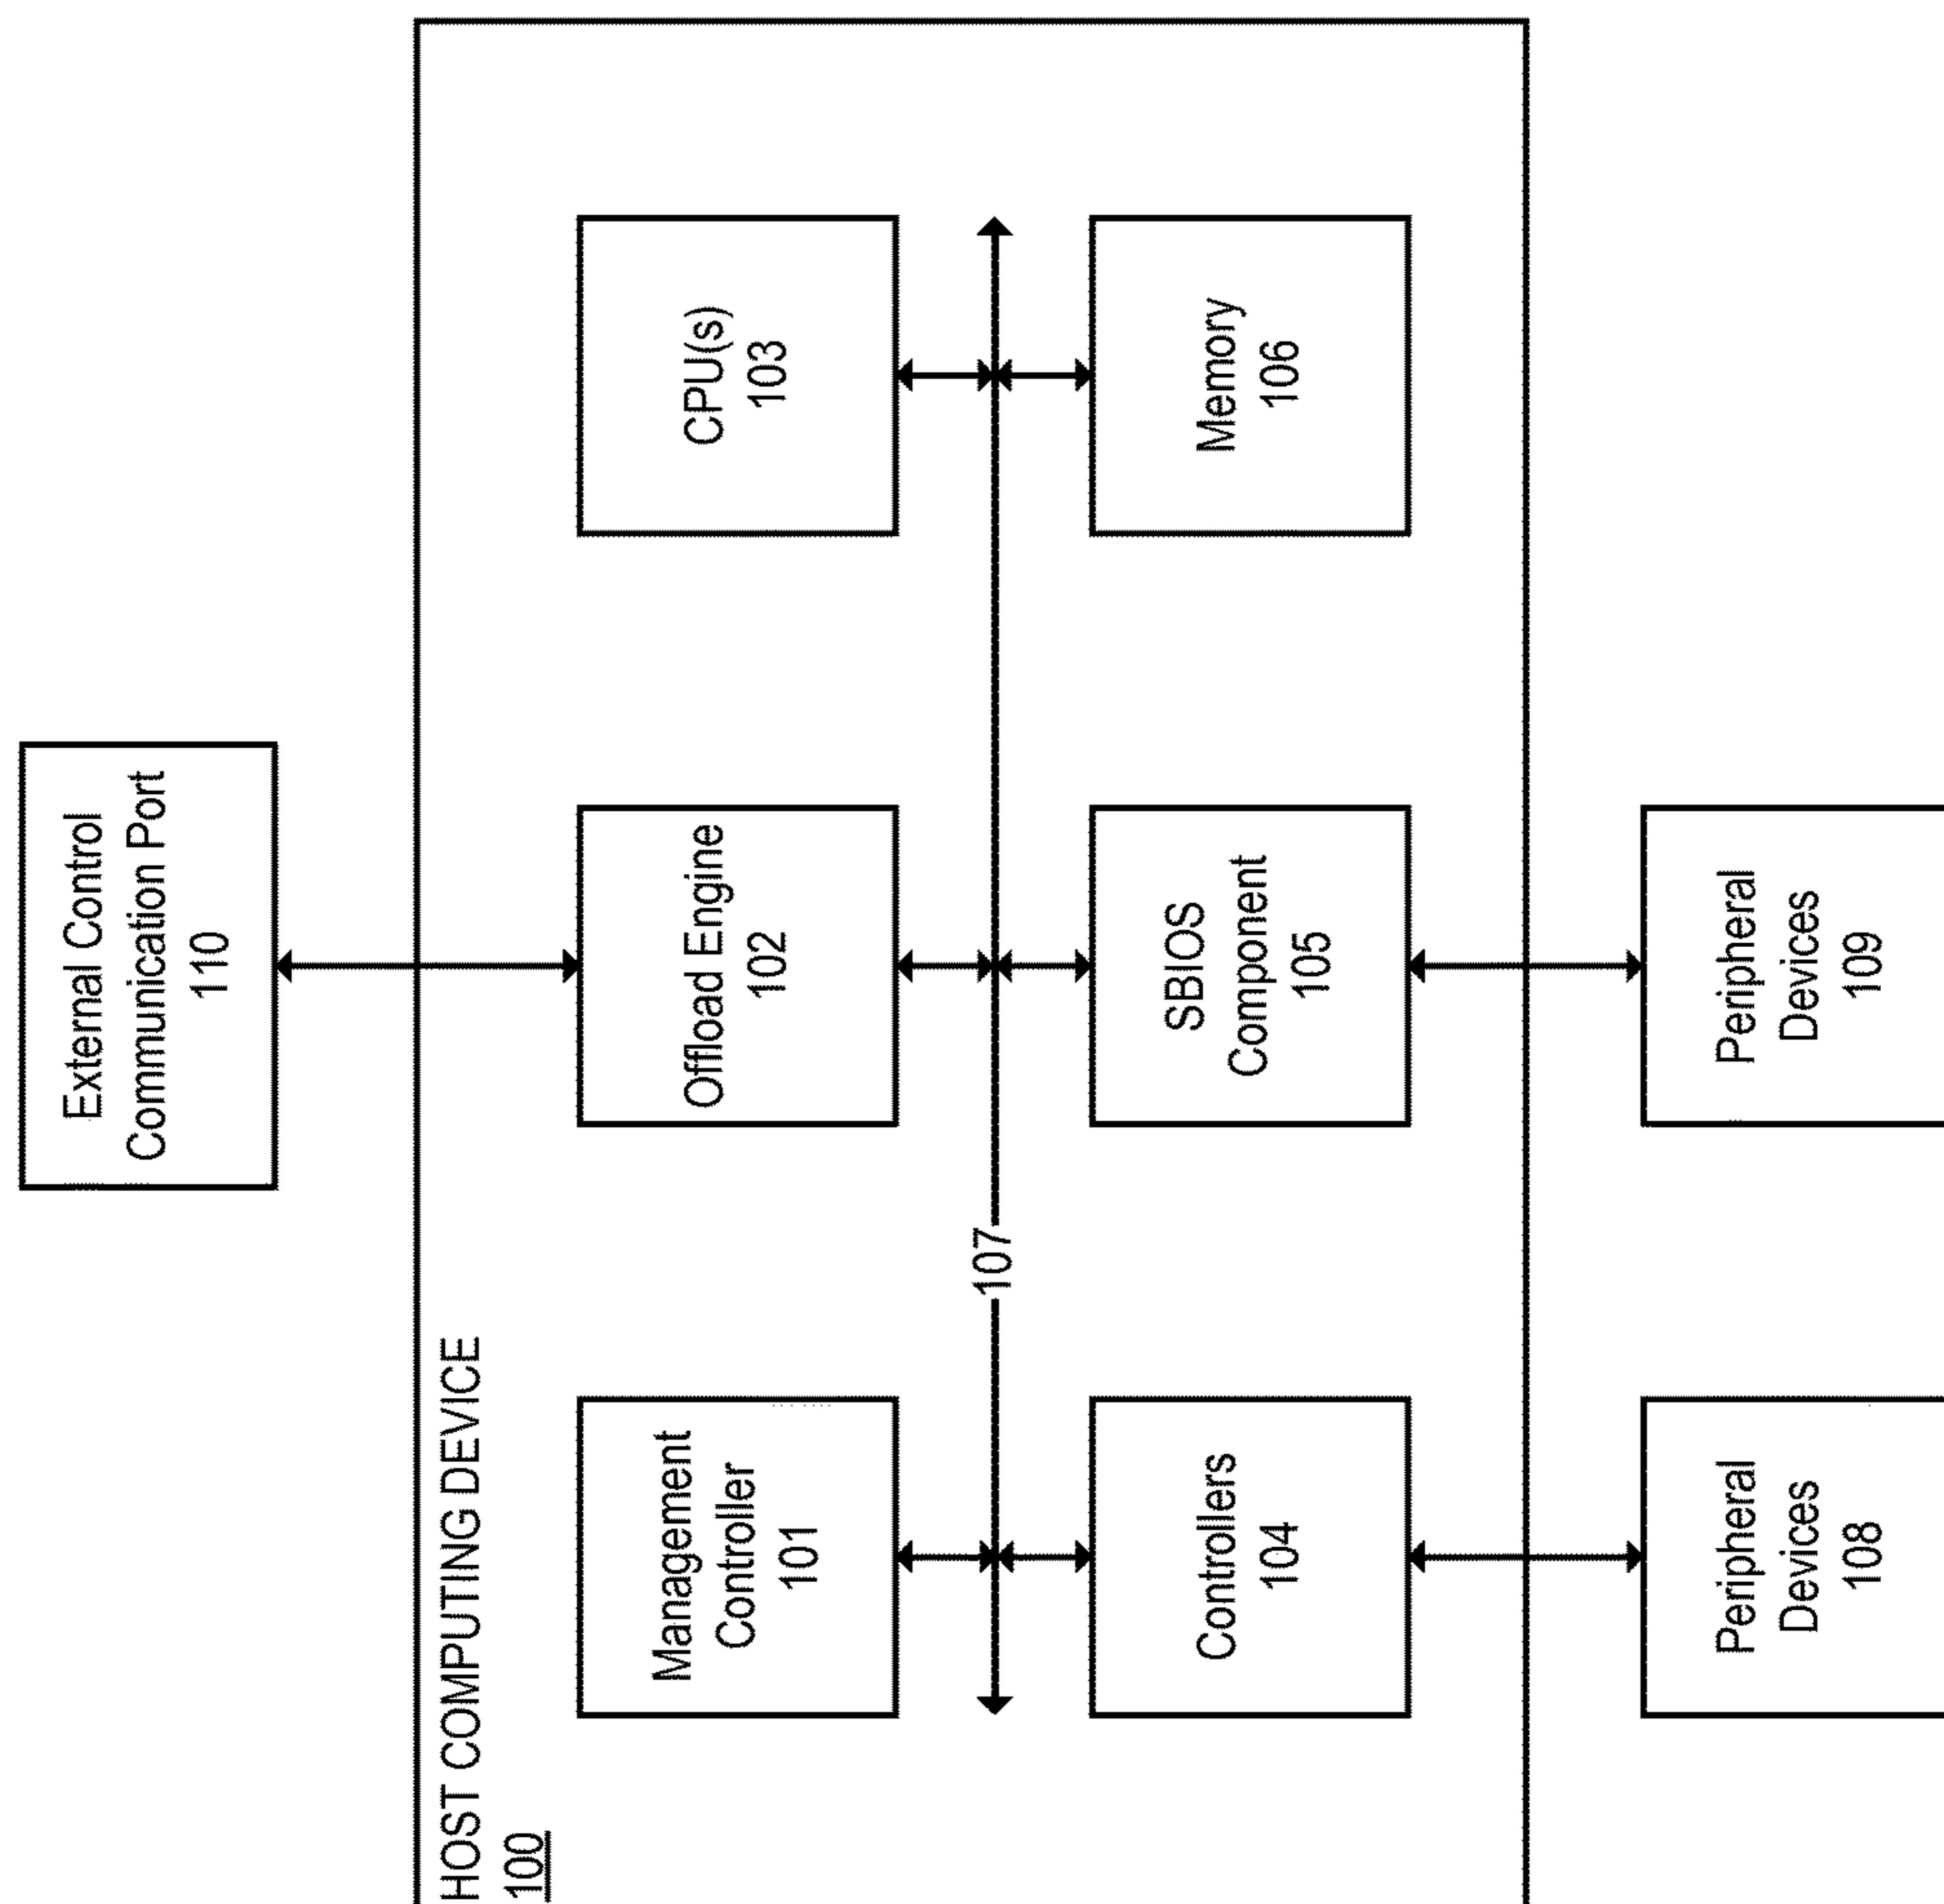 External Control
Communication Port
110
HOST COMPUTING DEVICE
100
Management
Controller
101
Offload Engine
102
CPU(s)
103
107
Controllers
104
SBIOS
Component
105
Memory
106
Peripheral
Devices
108
Peripheral
Devices
109